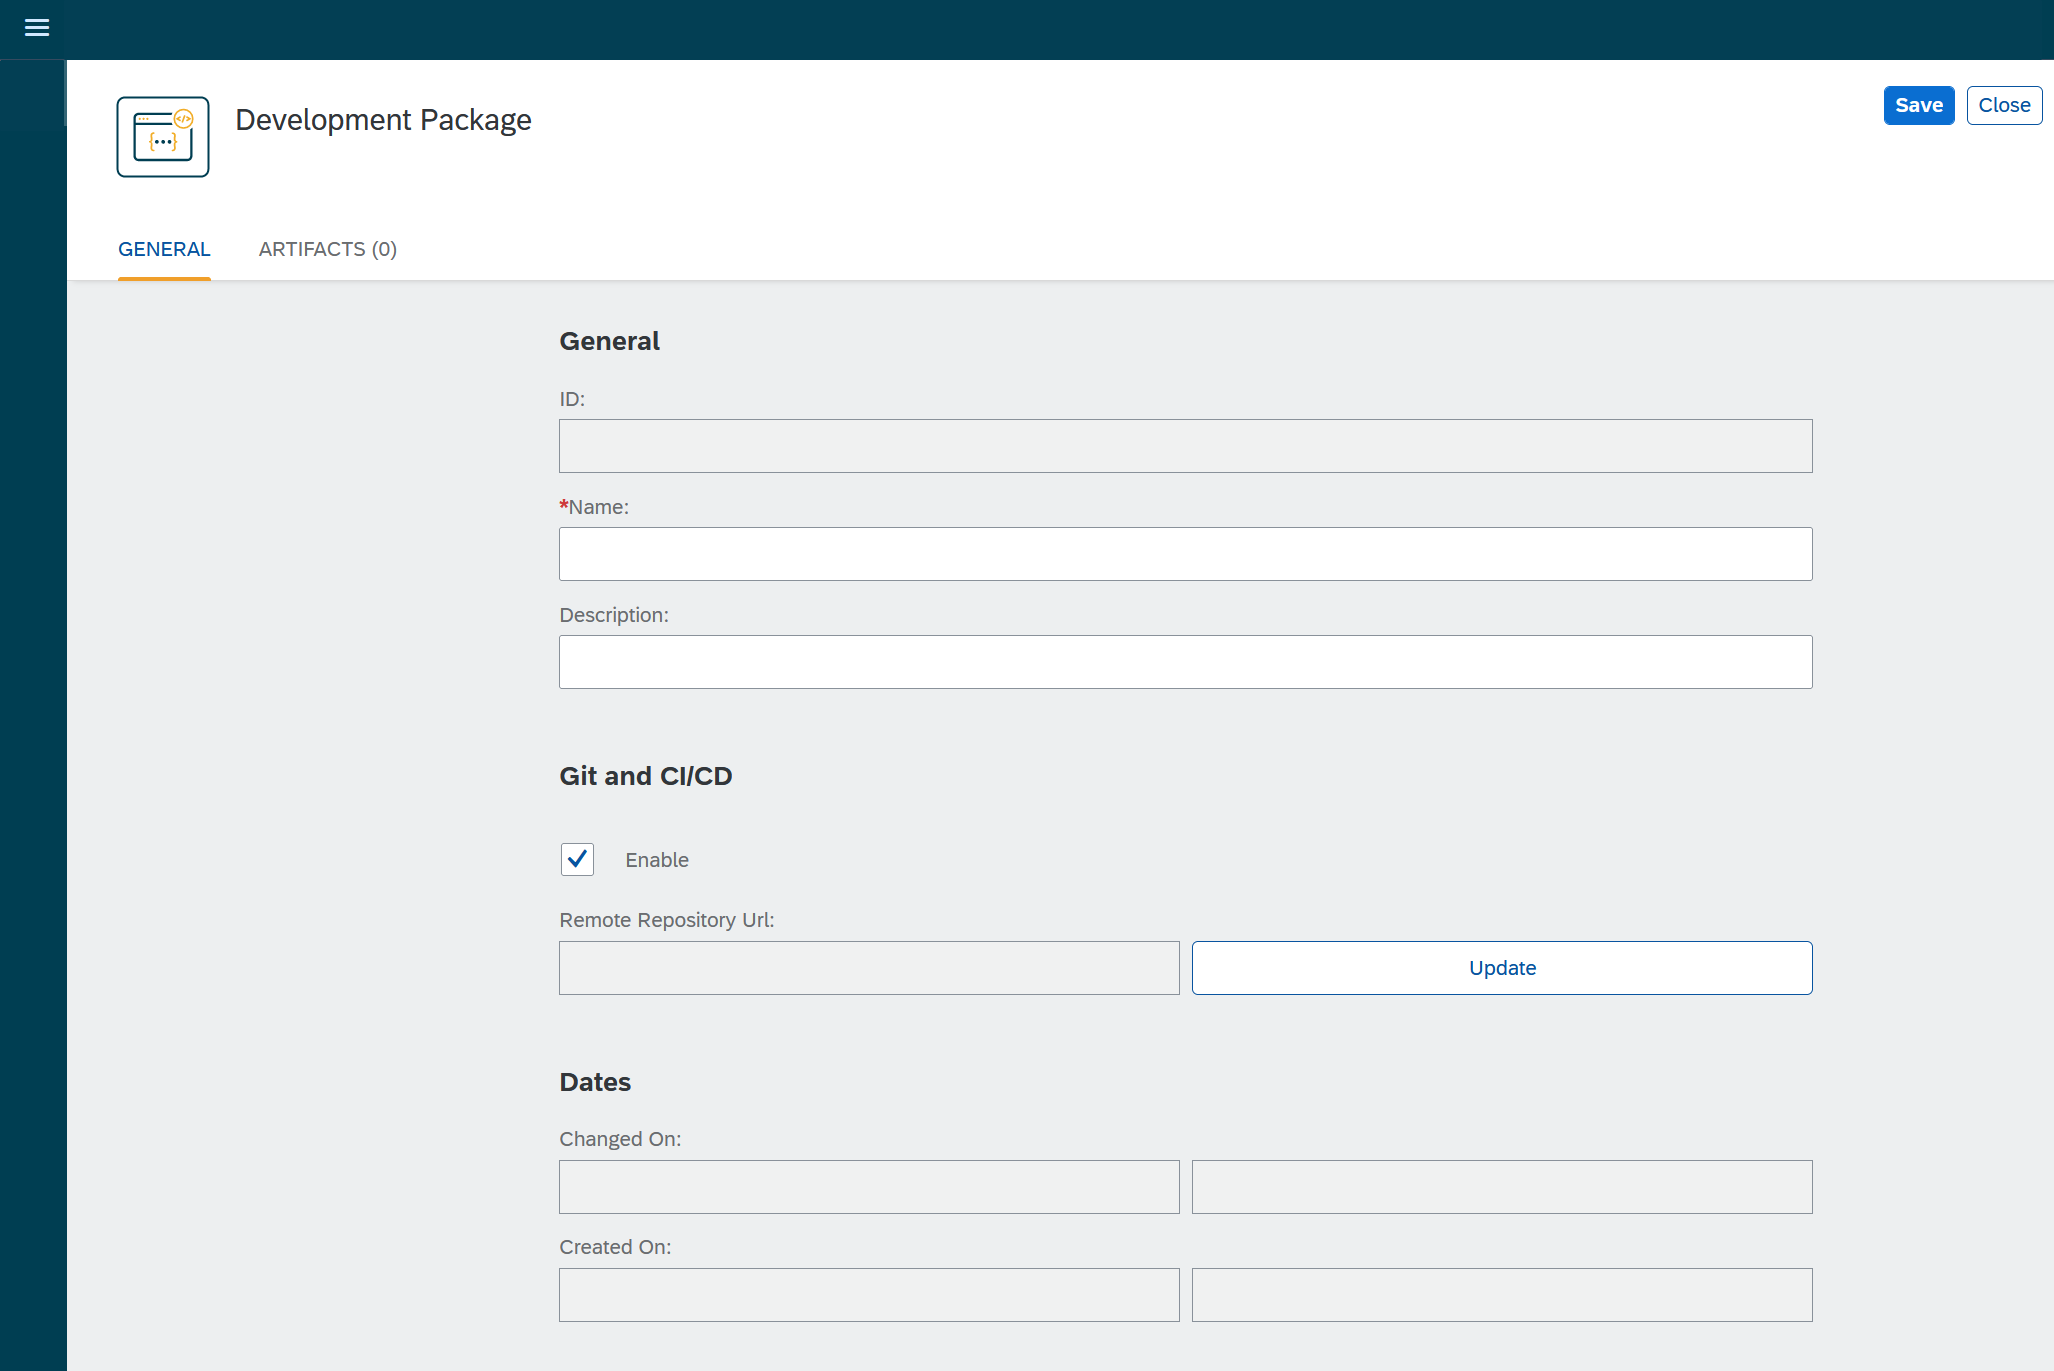 Development Package
Save Close
GENERAL ARTIFACTS (0)
General
ID:
*Name:
Description:
Git and CI/CD
Enable
Remote Repository Url:
Update
Dates
Changed On:
Created On: